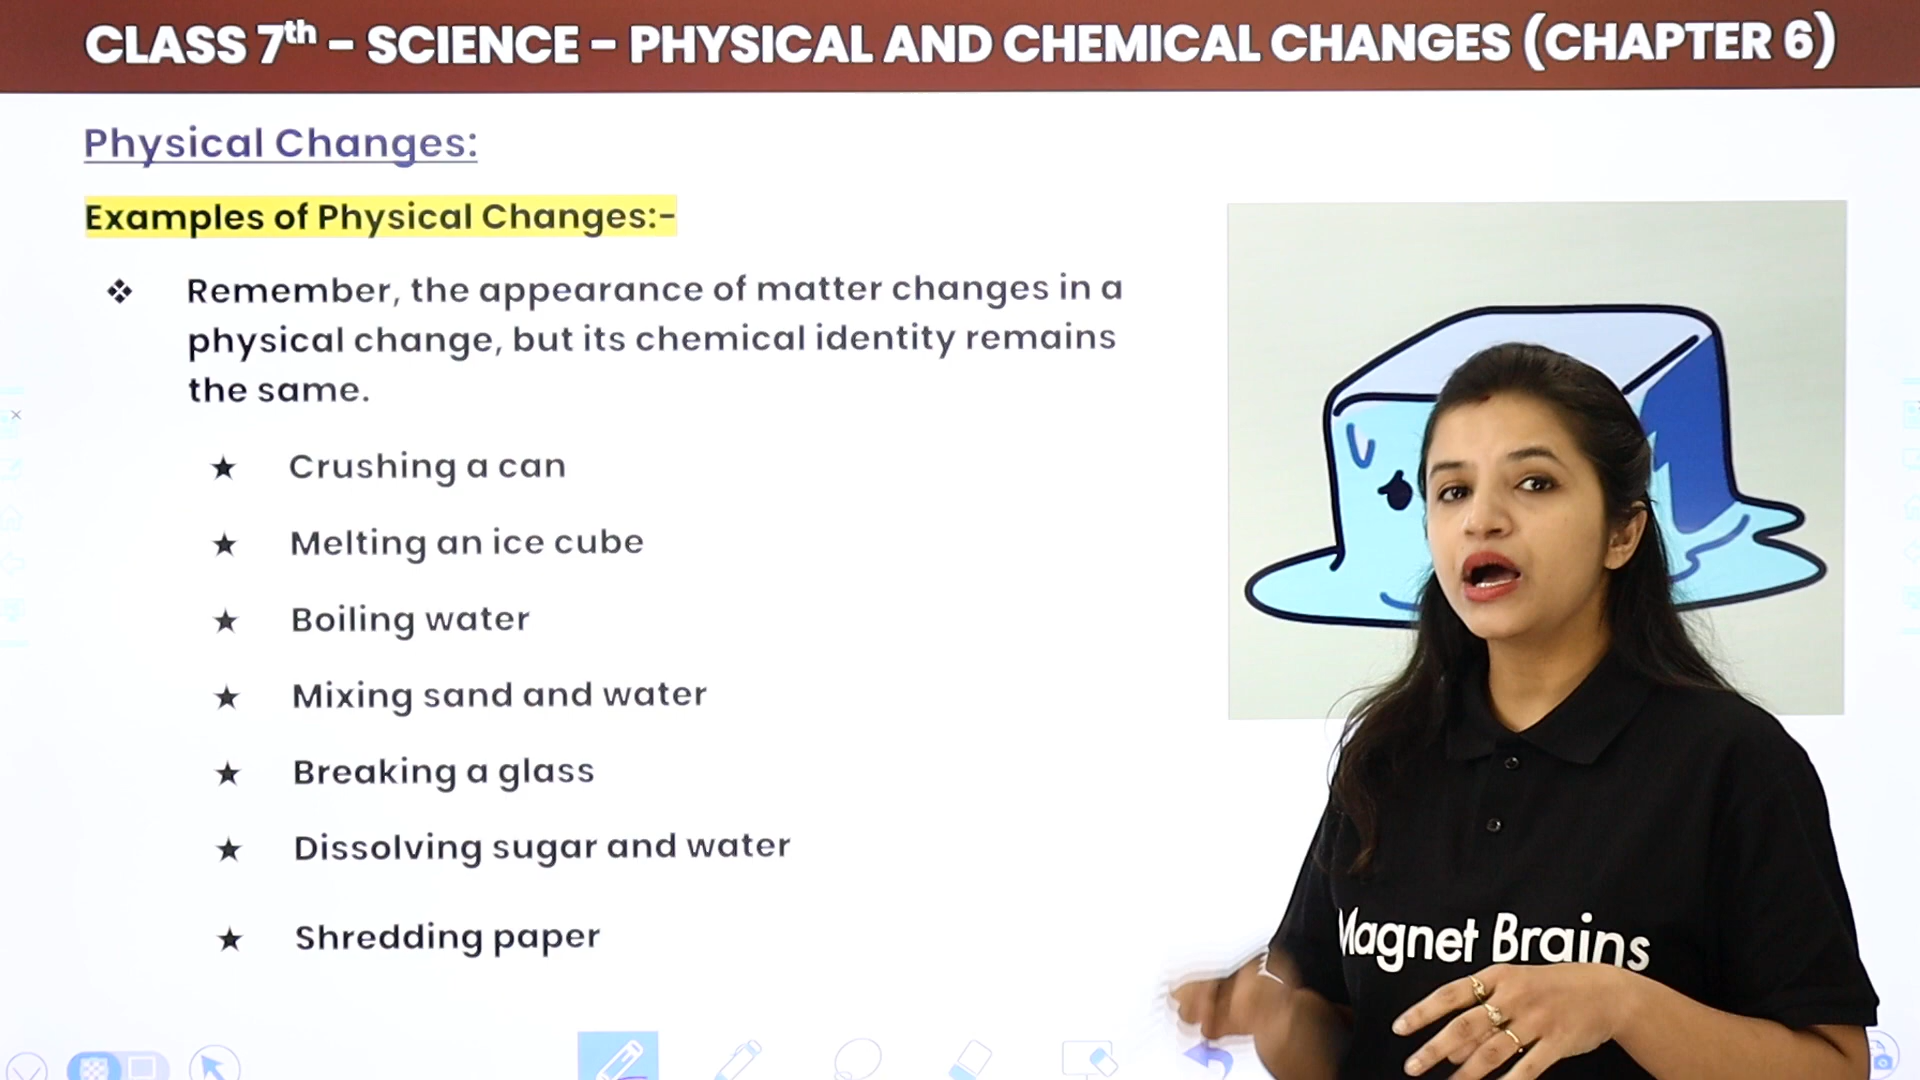 CLASS 7th – SCIENCE – PHYSICAL AND CHEMICAL CHANGES (CHAPTER 6)
Physical Changes:
Examples of Physical Changes:-
❖ Remember, the appearance of matter changes in a
physical change, but its chemical identity remains
the same.
★ Crushing a can
★ Melting an ice cube
★ Boiling water
★ Mixing sand and water
★ Breaking a glass
★ Dissolving sugar and water
★ Shredding paper
Magnet Brains